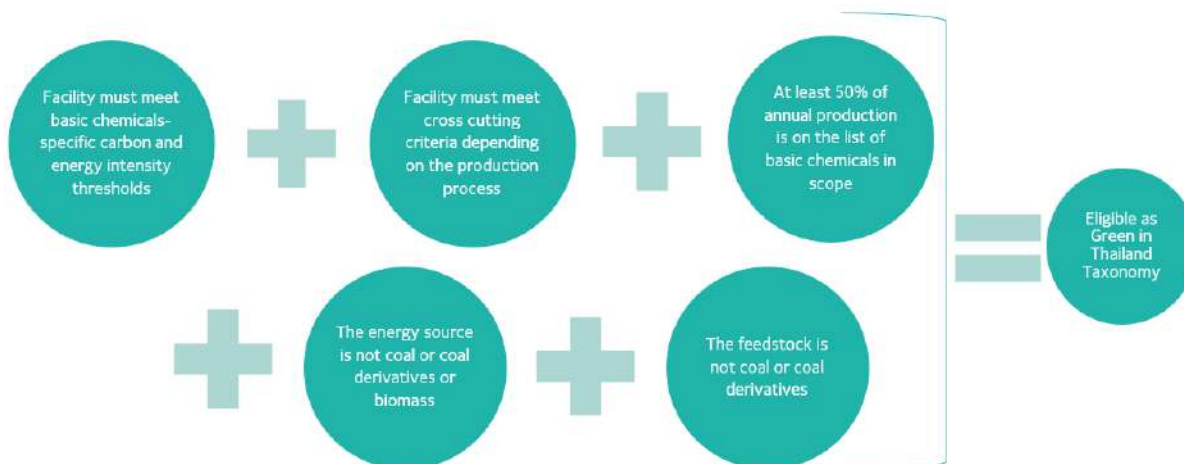 Facility must meet
basic chemicals-
specific carbon and
energy intensity
thresholds
Facility must meet
cross cutting
criteria depending
on the production
process
At least 50% of
annual production
is on the list of
basic chemicals in
scope
The energy source
is not coal or coal
derivatives or
biomass
The feedstock is
not coal or coal
derivatives
Eligible as
Green in
Thailand
Taxonomy